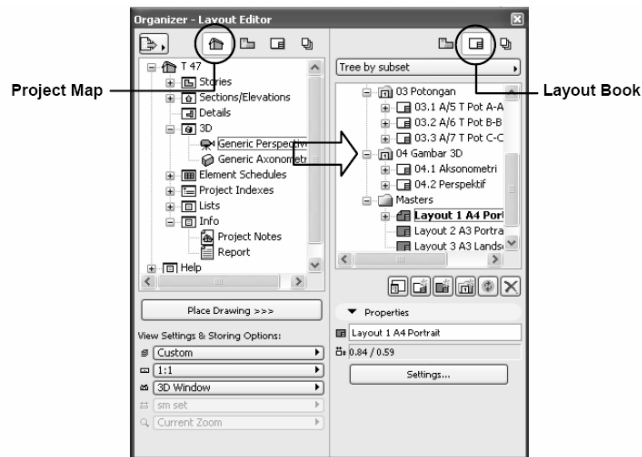 Organizer - Layout Editor
Project Map
T 47
Stories
Sections/Elevations
Details
3D
Generic Perspective
Generic Axonometr
Element Schedules
Project Indexes
Lists
Info
Project Notes
Report
Help
Place Drawing >>>
View Settings & Storing Options:
Custom
1:1
3D Window
sm set
Current Zoom
Layout Book
Tree by subset
03 Potongan
03.1 A/5 T Pot A-A
03.2 A/6 T Pot B-B
03.3 A/7 T Pot C-C
04 Gambar 3D
04.1 Aksonometri
04.2 Perspektif
Masters
Layout 1 A4 Por
Layout 2 A3 Portra
Layout 3 A3 Lands
Properties
Layout 1 A4 Portrait
0.84 / 0.59
Settings...